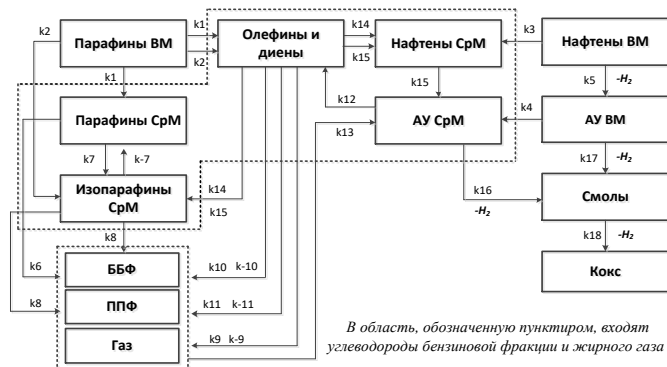 k1
k14
k2
Парафины ВМ
Олефины и
диены
Нафтены СрМ
k3
Нафтены ВМ
k2
k15
k1
k12
k15
k5
-H2
Парафины СрМ
k13
АУ СрМ
k4
АУ ВМ
k7
k-7
k17
-H2
Изопарафины
СрМ
k14
k15
k16
-H2
Смолы
k8
k18
-H2
k6
ББФ
k10 k-10
Кокс
k8
ППФ
k11 k-11
Газ
k9 k-9
В область, обозначенную пунктиром, входят
углеводороды бензиновой фракции и жирного газа